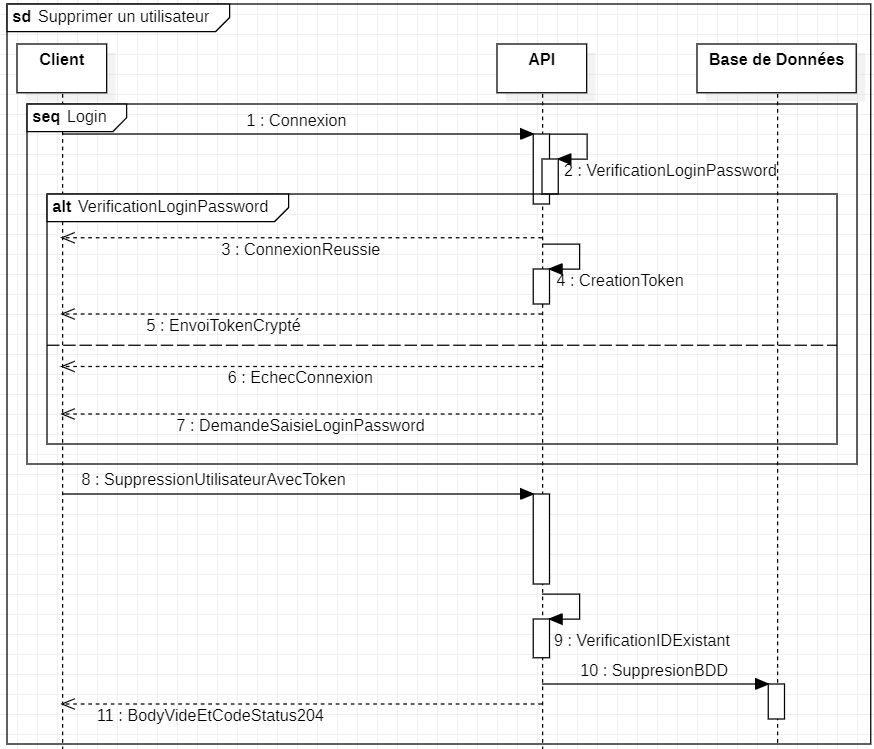 sd Supprimer un utilisateur
Client
API
Base de Données
seq Login
1 : Connexion
2 : VerificationLoginPassword
alt VerificationLoginPassword
3 : ConnexionReussie
4 : CreationToken
5 : EnvoiTokenCrypté
6 : EchecConnexion
7 : DemandeSaisieLoginPassword
8 : SuppressionUtilisateurAvecToken
9 : VerificationIDExistant
10 : SuppresionBDD
11 : BodyVideEtCodeStatus204